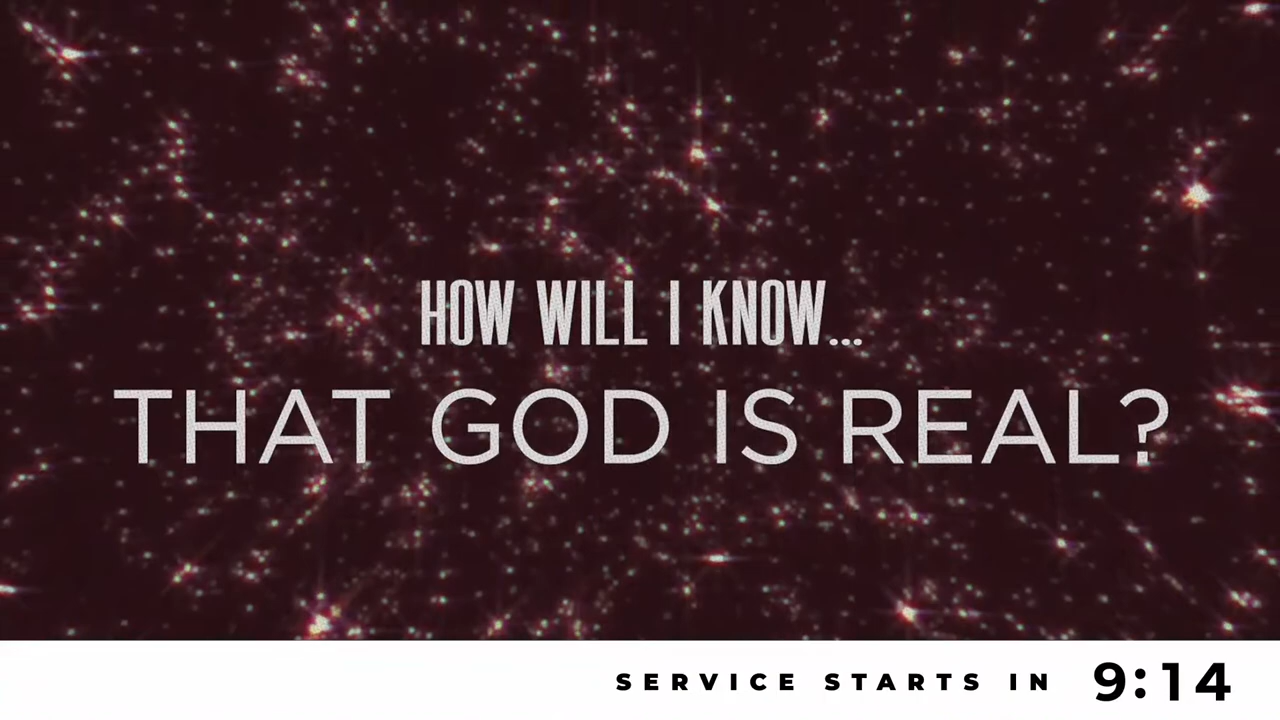 HOW WILL I KNOW...
THAT GOD IS REAL?
SERVICE STARTS IN 9:14